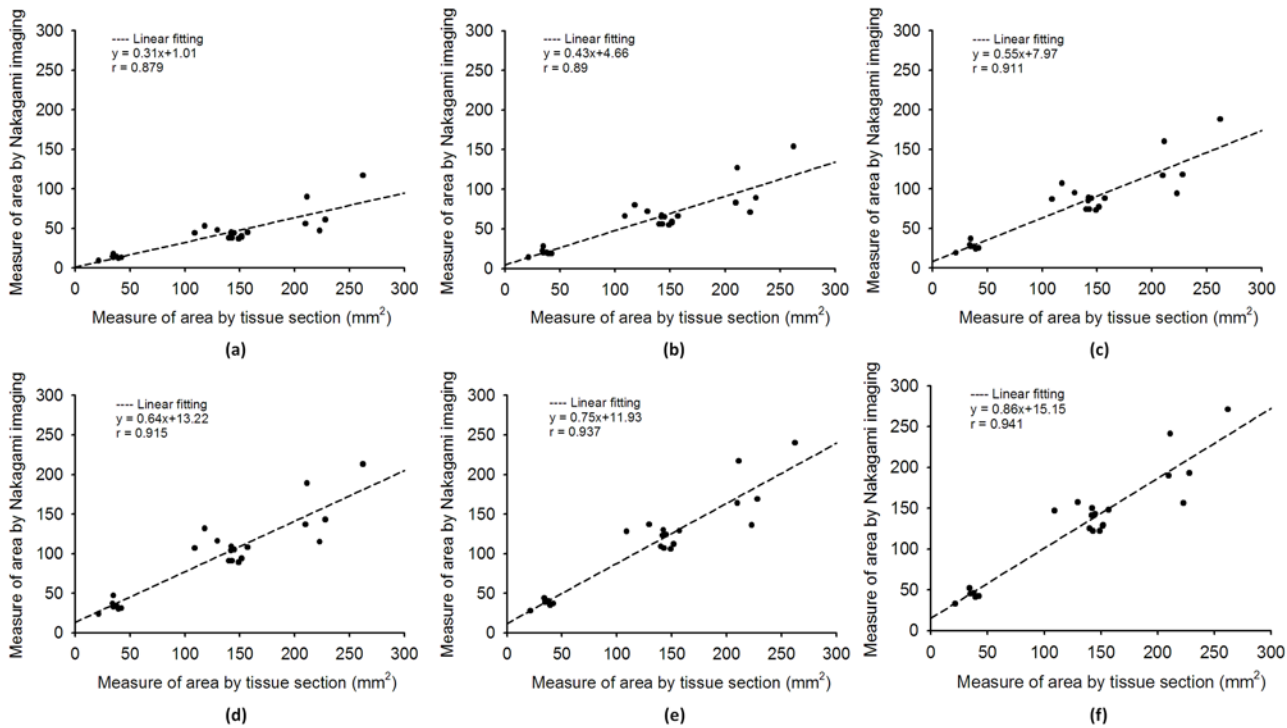 Measure of area by Nakagami imaging
300
250
200
150
100
50
0
---- Linear fitting
y = 0.31x+1.01
r = 0.879
0 50 100 150 200 250 300
Measure of area by tissue section (mm²)
(a)
Measure of area by Nakagami imaging
300
250
200
150
100
50
0
---- Linear fitting
y = 0.43x+4.66
r = 0.89
0 50 100 150 200 250 300
Measure of area by tissue section (mm²)
(b)
Measure of area by Nakagami imaging
300
250
200
150
100
50
0
---- Linear fitting
y = 0.55x+7.97
r = 0.911
0 50 100 150 200 250 300
Measure of area by tissue section (mm²)
(c)
Measure of area by Nakagami imaging
300
250
200
150
100
50
0
---- Linear fitting
y = 0.64x+13.22
r = 0.915
0 50 100 150 200 250 300
Measure of area by tissue section (mm²)
(d)
Measure of area by Nakagami imaging
300
250
200
150
100
50
0
---- Linear fitting
y = 0.75x+11.93
r = 0.937
0 50 100 150 200 250 300
Measure of area by tissue section (mm²)
(e)
Measure of area by Nakagami imaging
300
250
200
150
100
50
0
---- Linear fitting
y = 0.86x+15.15
r = 0.941
0 50 100 150 200 250 300
Measure of area by tissue section (mm²)
(f)